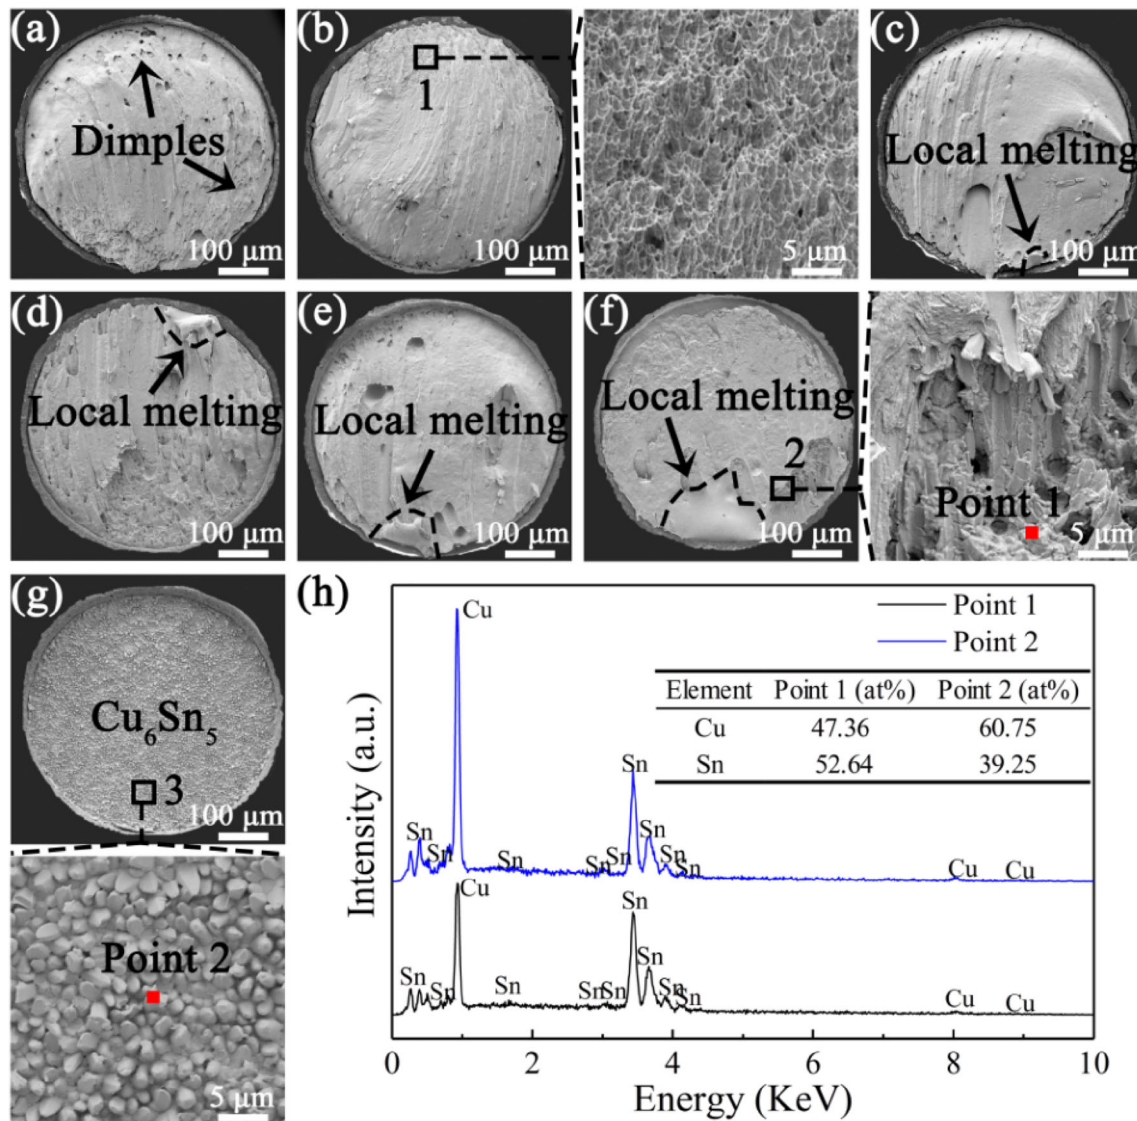 (a)
Dimples
100 μm
(b)
1
100 μm
5 μm
(c)
Local melting
100 μm
(d)
Local melting
100 μm
(e)
Local melting
100 μm
(f)
Local melting
2
100 μm
Point 1
5 μm
(g)
Cu₆Sn₅
3
100 μm
Point 2
5 μm
(h)
Cu
Point 1
Point 2
Element Point 1 (at%) Point 2 (at%)
Cu 47.36 60.75
Sn 52.64 39.25
Sn
Sn
Sn
Sn
Sn
Sn
Sn
Sn
Sn
Cu
Cu
Cu
Sn
Sn
Sn
Sn
Sn
Sn
Sn
Sn
Sn
Cu
Cu
Intensity (a.u.)
0 2 4 6 8 10
Energy (KeV)